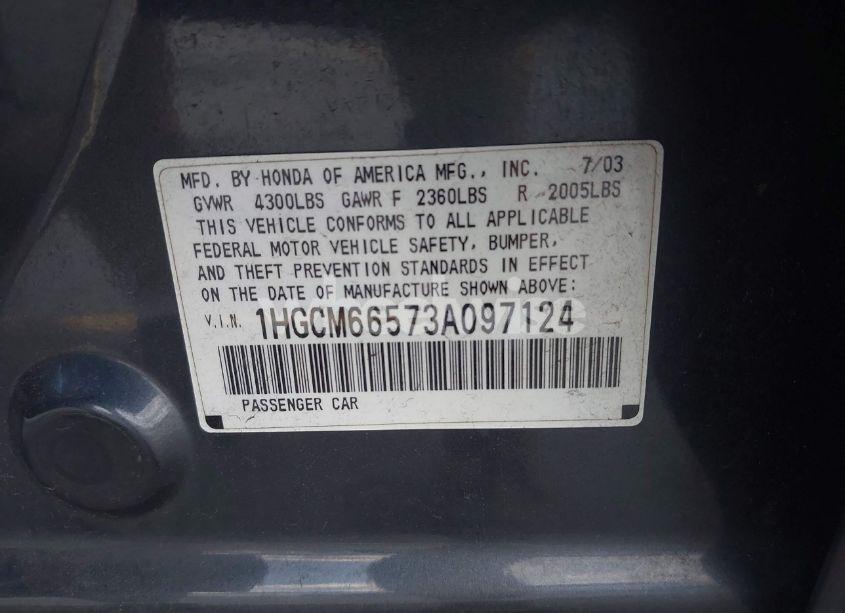 MFD. BY HONDA OF AMERICA MFG., INC. 7/03
GVWR 4300LBS GAWR F 2360LBS R 2005LBS
THIS VEHICLE CONFORMS TO ALL APPLICABLE
FEDERAL MOTOR VEHICLE SAFETY, BUMPER,
AND THEFT PREVENTION STANDARDS IN EFFECT
ON THE DATE OF MANUFACTURE SHOWN ABOVE:
V.I.N. 1HGCM66573A097124
PASSENGER CAR